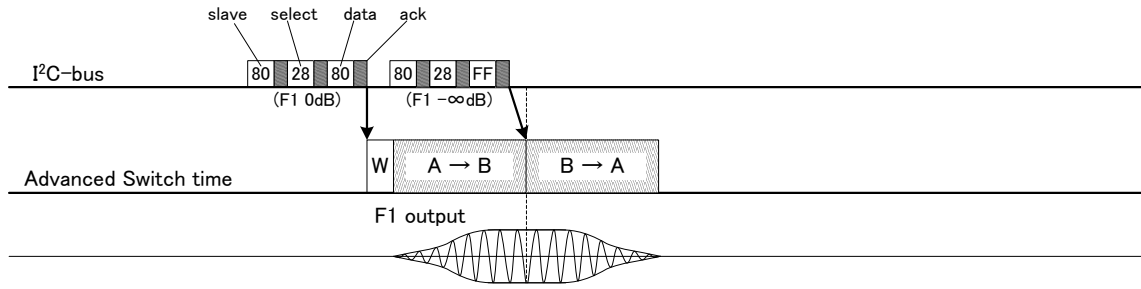 slave select data ack
I²C-bus 80 28 80 80 28 FF
(F1 0dB) (F1 −∞dB)
Advanced Switch time W A → B B → A
F1 output